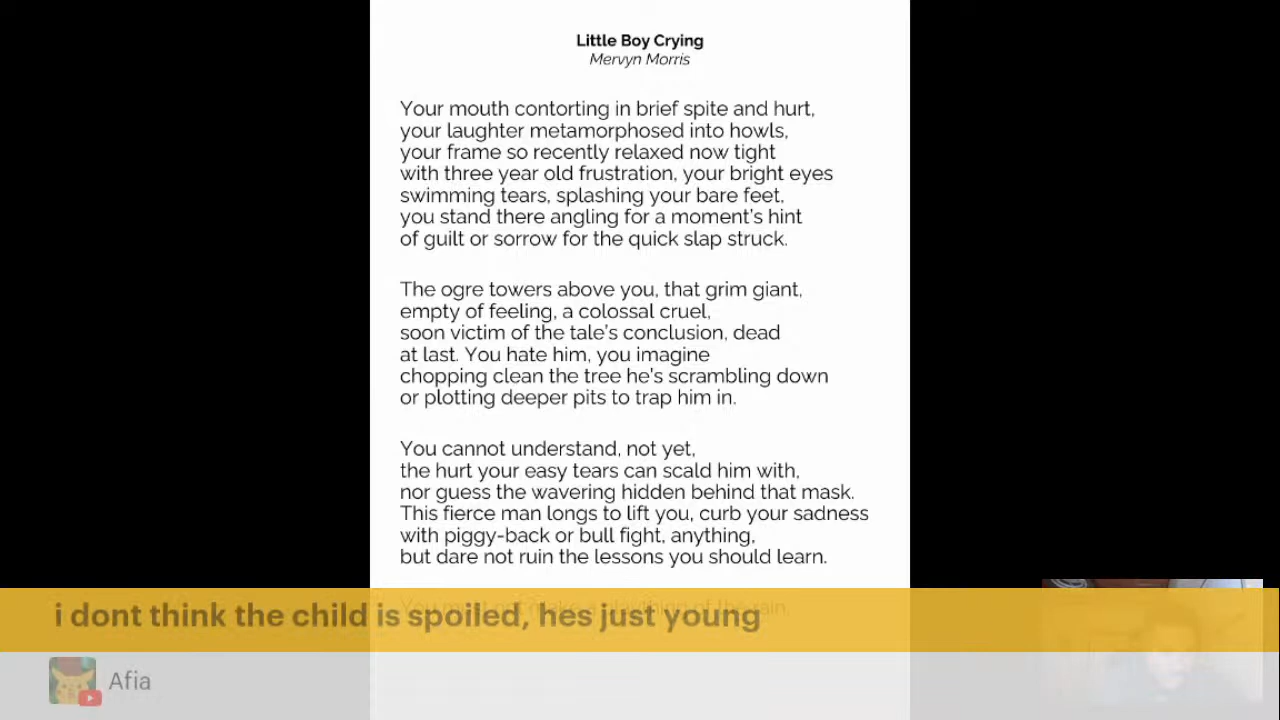 Little Boy Crying
Mervyn Morris
Your mouth contorting in brief spite and hurt,
your laughter metamorphosed into howls,
your frame so recently relaxed now tight
with three year old frustration, your bright eyes
swimming tears, splashing your bare feet,
you stand there angling for a moment's hint
of guilt or sorrow for the quick slap struck.
The ogre towers above you, that grim giant,
empty of feeling, a colossal cruel,
soon victim of the tale's conclusion, dead
at last. You hate him, you imagine
chopping clean the tree he's scrambling down
or plotting deeper pits to trap him in.
You cannot understand, not yet,
the hurt your easy tears can scald him with,
nor guess the wavering hidden behind that mask.
This fierce man longs to lift you, curb your sadness
with piggy-back or bull fight, anything,
but dare not ruin the lessons you should learn.
i dont think the child is spoiled, hes just young
Afia